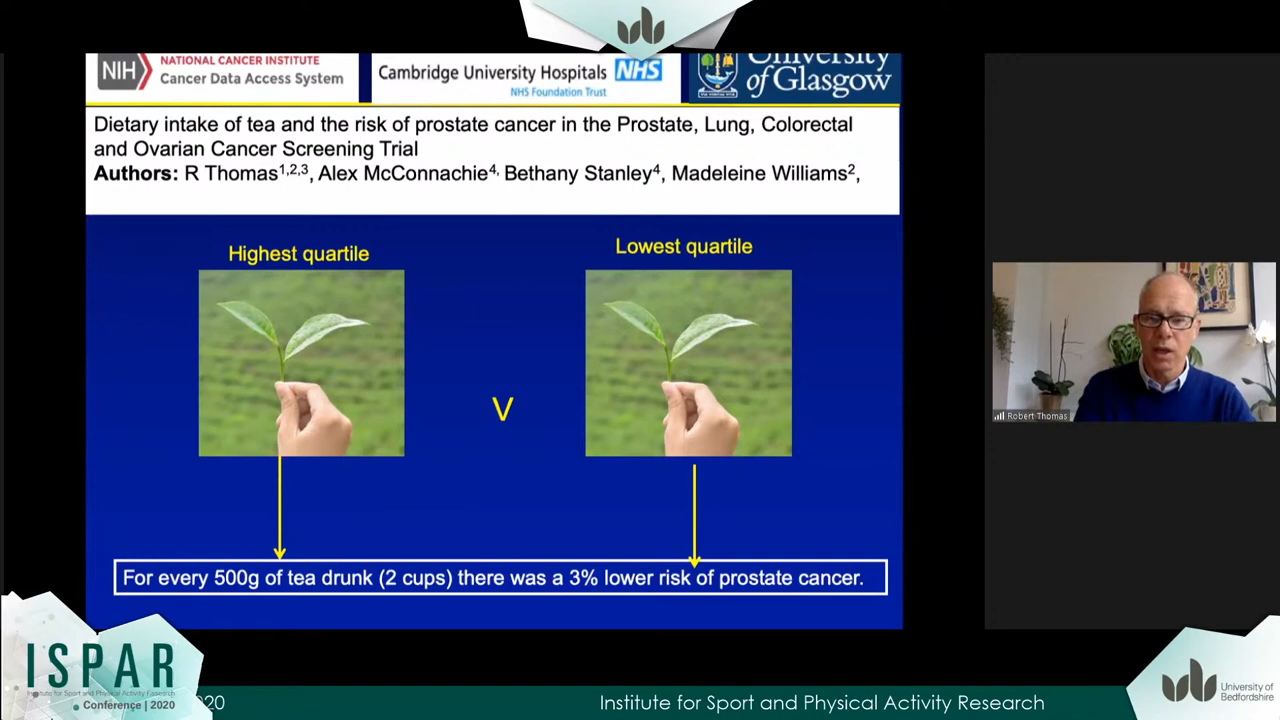 NIH
NATIONAL CANCER INSTITUTE
Cancer Data Access System
Cambridge University Hospitals
NHS
NHS Foundation Trust
University
of Glasgow
Dietary intake of tea and the risk of prostate cancer in the Prostate, Lung, Colorectal
and Ovarian Cancer Screening Trial
Authors: R Thomas1,2,3, Alex McConnachie4, Bethany Stanley4, Madeleine Williams2,
Highest quartile
Lowest quartile
V
For every 500g of tea drunk (2 cups) there was a 3% lower risk of prostate cancer.
Robert Thomas
ISPAR
Institute for Sport and Physical Activity Research
Conference | 2020
20
Institute for Sport and Physical Activity Research
University of
Bedfordshire